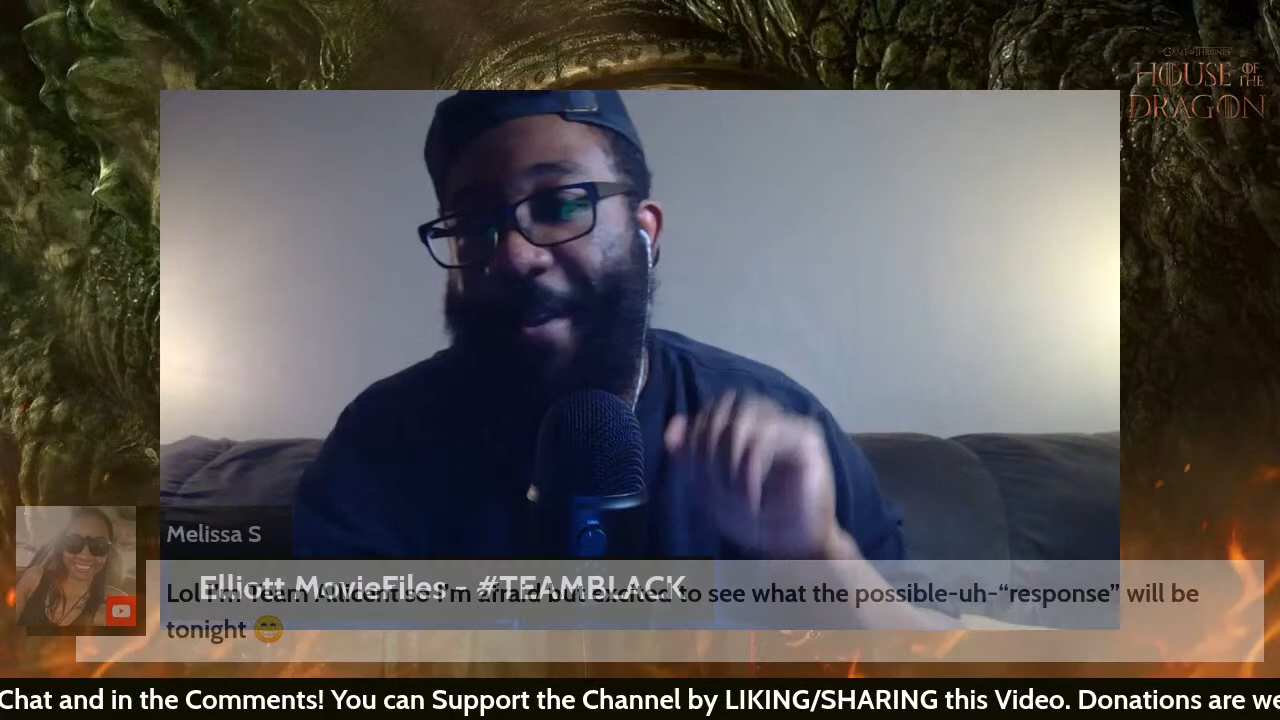 GAME OF THRONES
HOUSE OF THE
DRAGON
Melissa S
Elliott MovieFiles - #TEAMBLACK
Lol I'm Team Alicent so I'm afraid but excited to see what the possible-uh-“response” will be
tonight 😁
Chat and in the Comments! You can Support the Channel by LIKING/SHARING this Video. Donations are we